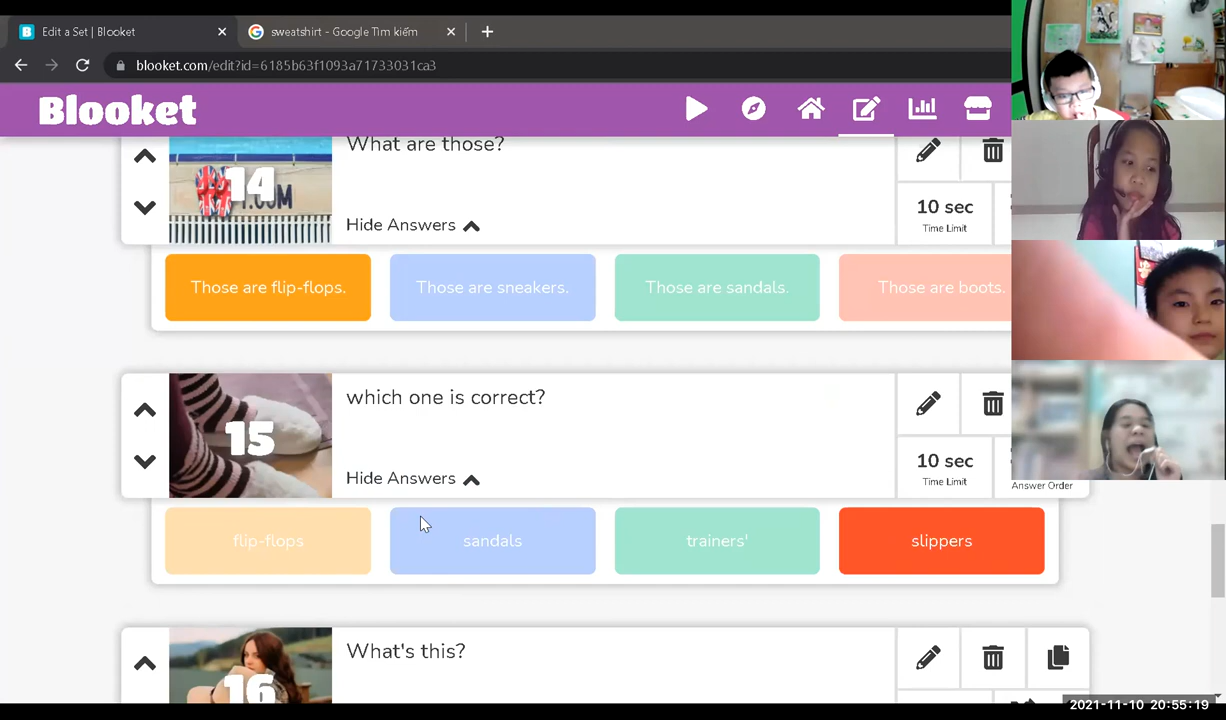 Edit a Set | Blooket
sweatshirt - Google Tìm kiếm
blooket.com/edit?id=6185b63f1093a71733031ca3
Blooket
What are those?
14
.COM
Hide Answers
10 sec
Time Limit
Those are flip-flops.
Those are sneakers.
Those are sandals.
Those are boots.
which one is correct?
15
Hide Answers
10 sec
Time Limit
Answer Order
flip-flops
sandals
trainers'
slippers
What's this?
16
2021-11-10 20:55:19